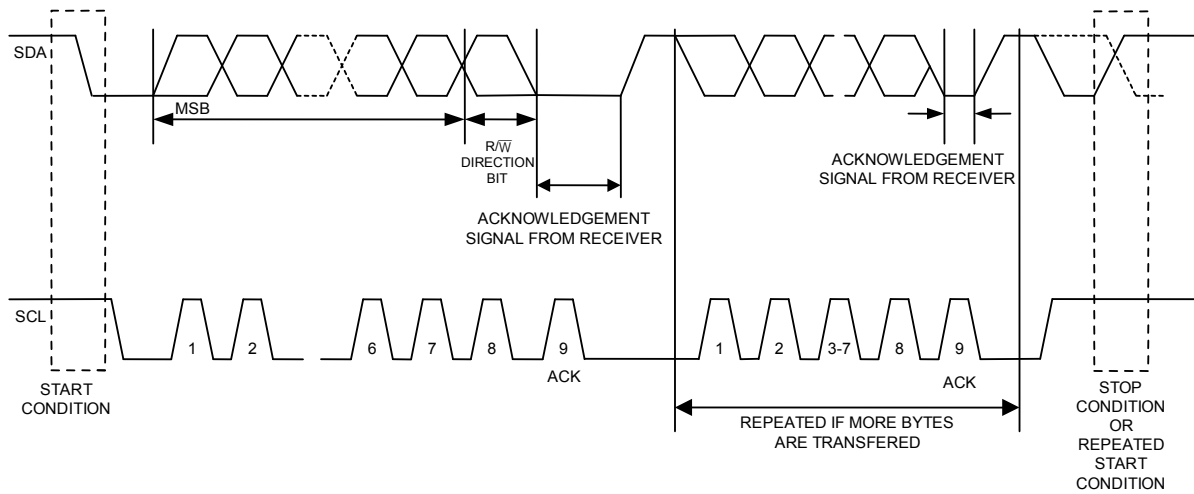 SDA
MSB
R/W̅
DIRECTION
BIT
ACKNOWLEDGEMENT
SIGNAL FROM RECEIVER
ACKNOWLEDGEMENT
SIGNAL FROM RECEIVER
SCL
1 2 6 7 8 9
ACK
1 2 3-7 8 9
ACK
START
CONDITION
REPEATED IF MORE BYTES
ARE TRANSFERED
STOP
CONDITION
OR
REPEATED
START
CONDITION